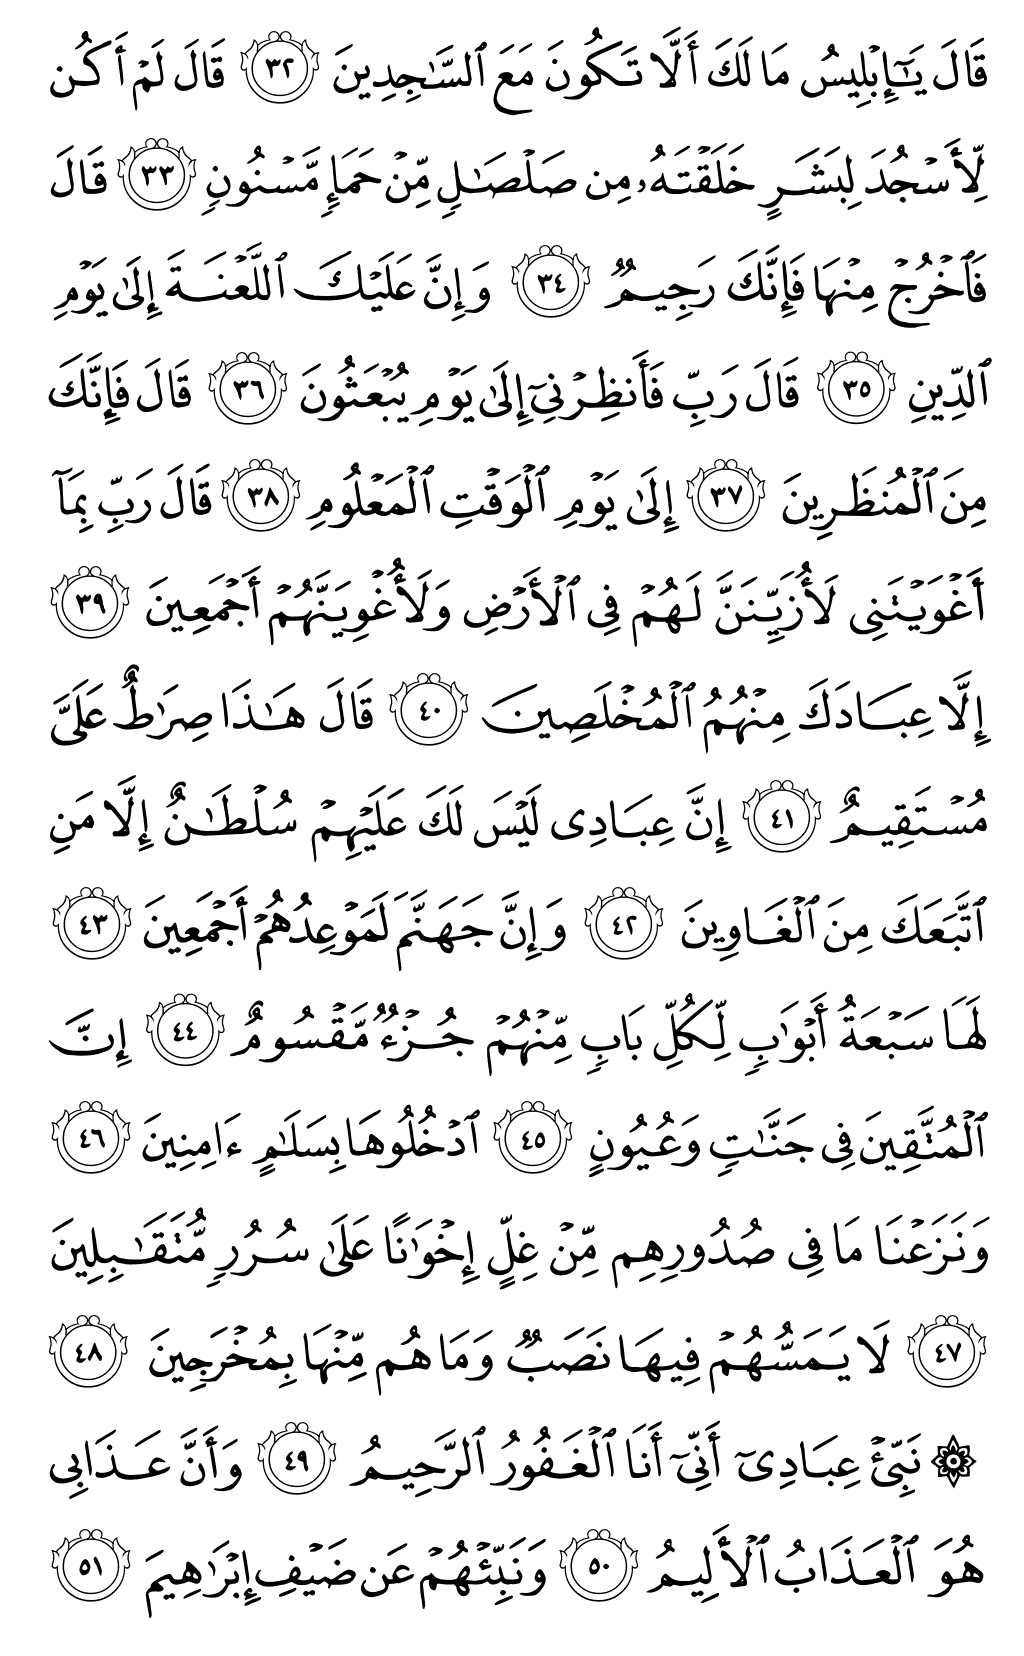 قَالَ يَٰٓإِبْلِيسُ مَا لَكَ أَلَّا تَكُونَ مَعَ ٱلسَّٰجِدِينَ ٣٢ قَالَ لَمْ أَكُن
لِّأَسْجُدَ لِبَشَرٍ خَلَقْتَهُۥ مِن صَلْصَٰلٍ مِّنْ حَمَإٍ مَّسْنُونٍ ٣٣ قَالَ
فَٱخْرُجْ مِنْهَا فَإِنَّكَ رَجِيمٌ ٣٤ وَإِنَّ عَلَيْكَ ٱللَّعْنَةَ إِلَىٰ يَوْمِ
ٱلدِّينِ ٣٥ قَالَ رَبِّ فَأَنظِرْنِىٓ إِلَىٰ يَوْمِ يُبْعَثُونَ ٣٦ قَالَ فَإِنَّكَ
مِنَ ٱلْمُنظَرِينَ ٣٧ إِلَىٰ يَوْمِ ٱلْوَقْتِ ٱلْمَعْلُومِ ٣٨ قَالَ رَبِّ بِمَآ
أَغْوَيْتَنِى لَأُزَيِّنَنَّ لَهُمْ فِى ٱلْأَرْضِ وَلَأُغْوِيَنَّهُمْ أَجْمَعِينَ ٣٩
إِلَّا عِبَادَكَ مِنْهُمُ ٱلْمُخْلَصِينَ ٤٠ قَالَ هَٰذَا صِرَٰطٌ عَلَىَّ
مُسْتَقِيمٌ ٤١ إِنَّ عِبَادِى لَيْسَ لَكَ عَلَيْهِمْ سُلْطَٰنٌ إِلَّا مَنِ
ٱتَّبَعَكَ مِنَ ٱلْغَاوِينَ ٤٢ وَإِنَّ جَهَنَّمَ لَمَوْعِدُهُمْ أَجْمَعِينَ ٤٣
لَهَا سَبْعَةُ أَبْوَٰبٍ لِّكُلِّ بَابٍ مِّنْهُمْ جُزْءٌ مَّقْسُومٌ ٤٤ إِنَّ
ٱلْمُتَّقِينَ فِى جَنَّٰتٍ وَعُيُونٍ ٤٥ ٱدْخُلُوهَا بِسَلَٰمٍ ءَامِنِينَ ٤٦
وَنَزَعْنَا مَا فِى صُدُورِهِم مِّنْ غِلٍّ إِخْوَٰنًا عَلَىٰ سُرُرٍ مُّتَقَٰبِلِينَ
٤٧ لَا يَمَسُّهُمْ فِيهَا نَصَبٌ وَمَا هُم مِّنْهَا بِمُخْرَجِينَ ٤٨
۞ نَبِّئْ عِبَادِىٓ أَنِّىٓ أَنَا ٱلْغَفُورُ ٱلرَّحِيمُ ٤٩ وَأَنَّ عَذَابِى
هُوَ ٱلْعَذَابُ ٱلْأَلِيمُ ٥٠ وَنَبِّئْهُمْ عَن ضَيْفِ إِبْرَٰهِيمَ ٥١